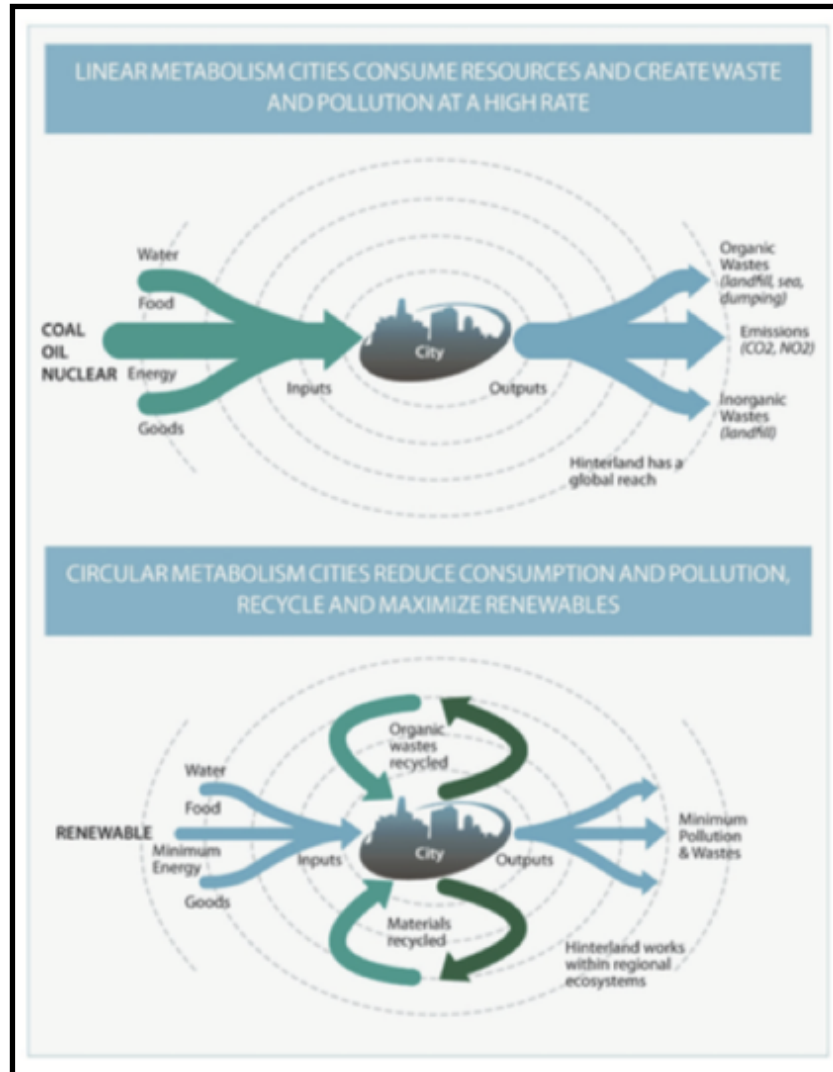 LINEAR METABOLISM CITIES CONSUME RESOURCES AND CREATE WASTE
AND POLLUTION AT A HIGH RATE
Water
Food
COAL
OIL
NUCLEAR
Energy
Goods
Inputs
City
Outputs
Organic
Wastes
(landfill, sea,
dumping)
Emissions
(CO2, NO2)
Inorganic
Wastes
(landfill)
Hinterland has a
global reach
CIRCULAR METABOLISM CITIES REDUCE CONSUMPTION AND POLLUTION,
RECYCLE AND MAXIMIZE RENEWABLES
Organic
wastes
recycled
Water
Food
RENEWABLE
Minimum
Energy
Goods
Inputs
City
Outputs
Minimum
Pollution
& Wastes
Materials
recycled
Hinterland works
within regional
ecosystems